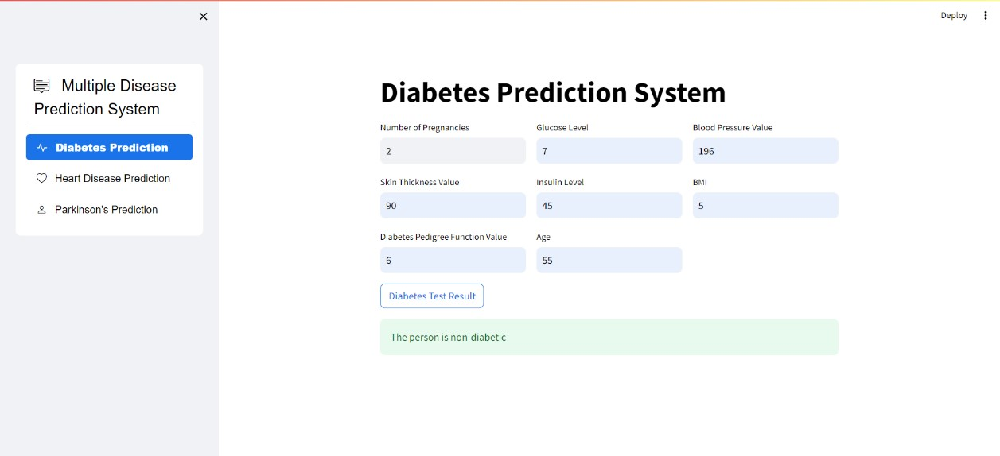 Deploy
Multiple Disease
Prediction System
Diabetes Prediction
Heart Disease Prediction
Parkinson's Prediction
Diabetes Prediction System
Number of Pregnancies Glucose Level Blood Pressure Value
2 7 196
Skin Thickness Value Insulin Level BMI
90 45 5
Diabetes Pedigree Function Value Age
6 55
Diabetes Test Result
The person is non-diabetic